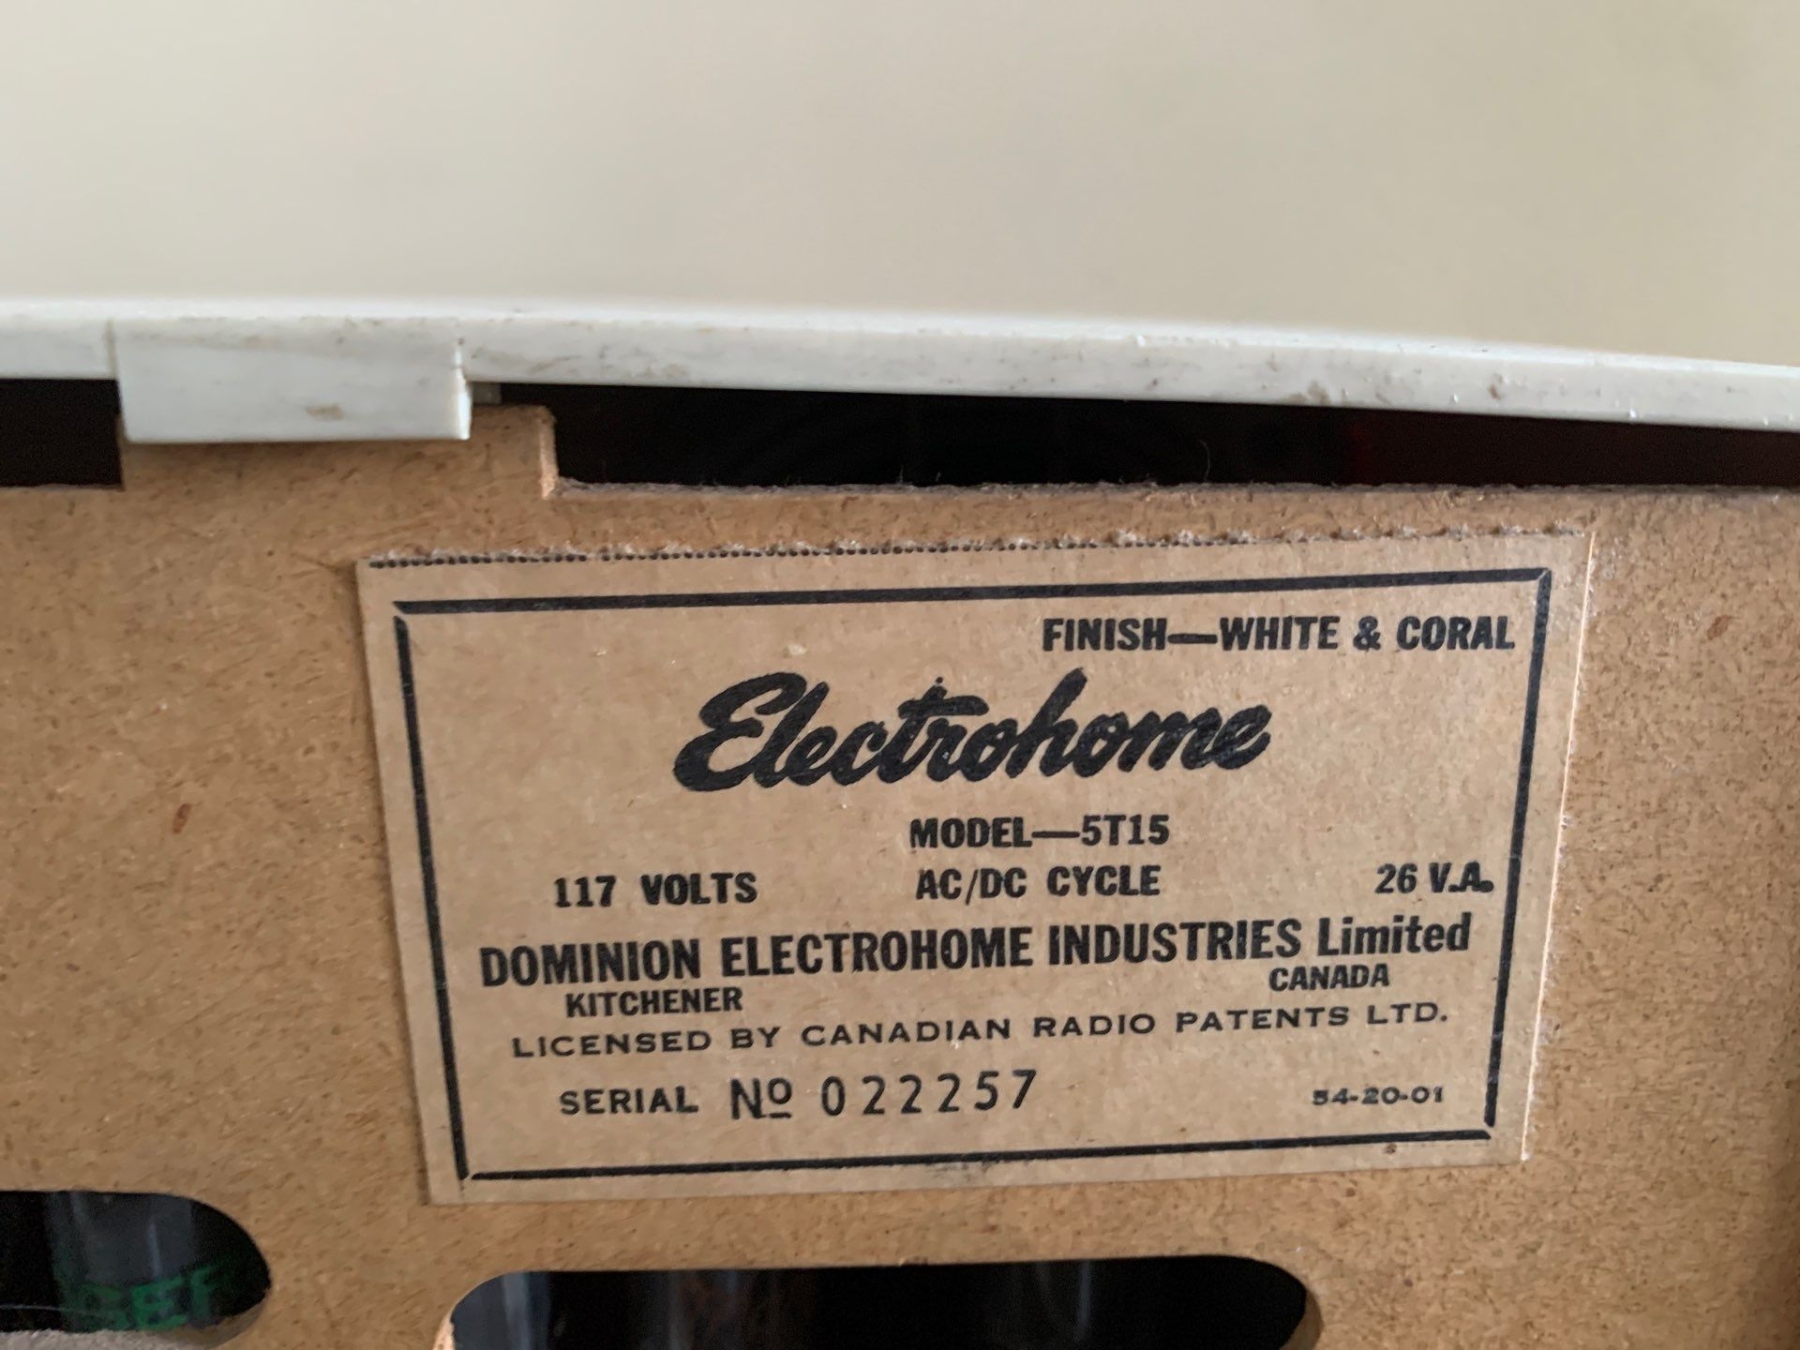 FINISH—WHITE & CORAL
Electrohome
MODEL—5T15
117 VOLTS AC/DC CYCLE 26 V.A.
DOMINION ELECTROHOME INDUSTRIES Limited
KITCHENER CANADA
LICENSED BY CANADIAN RADIO PATENTS LTD.
SERIAL Nº 022257 54-20-01